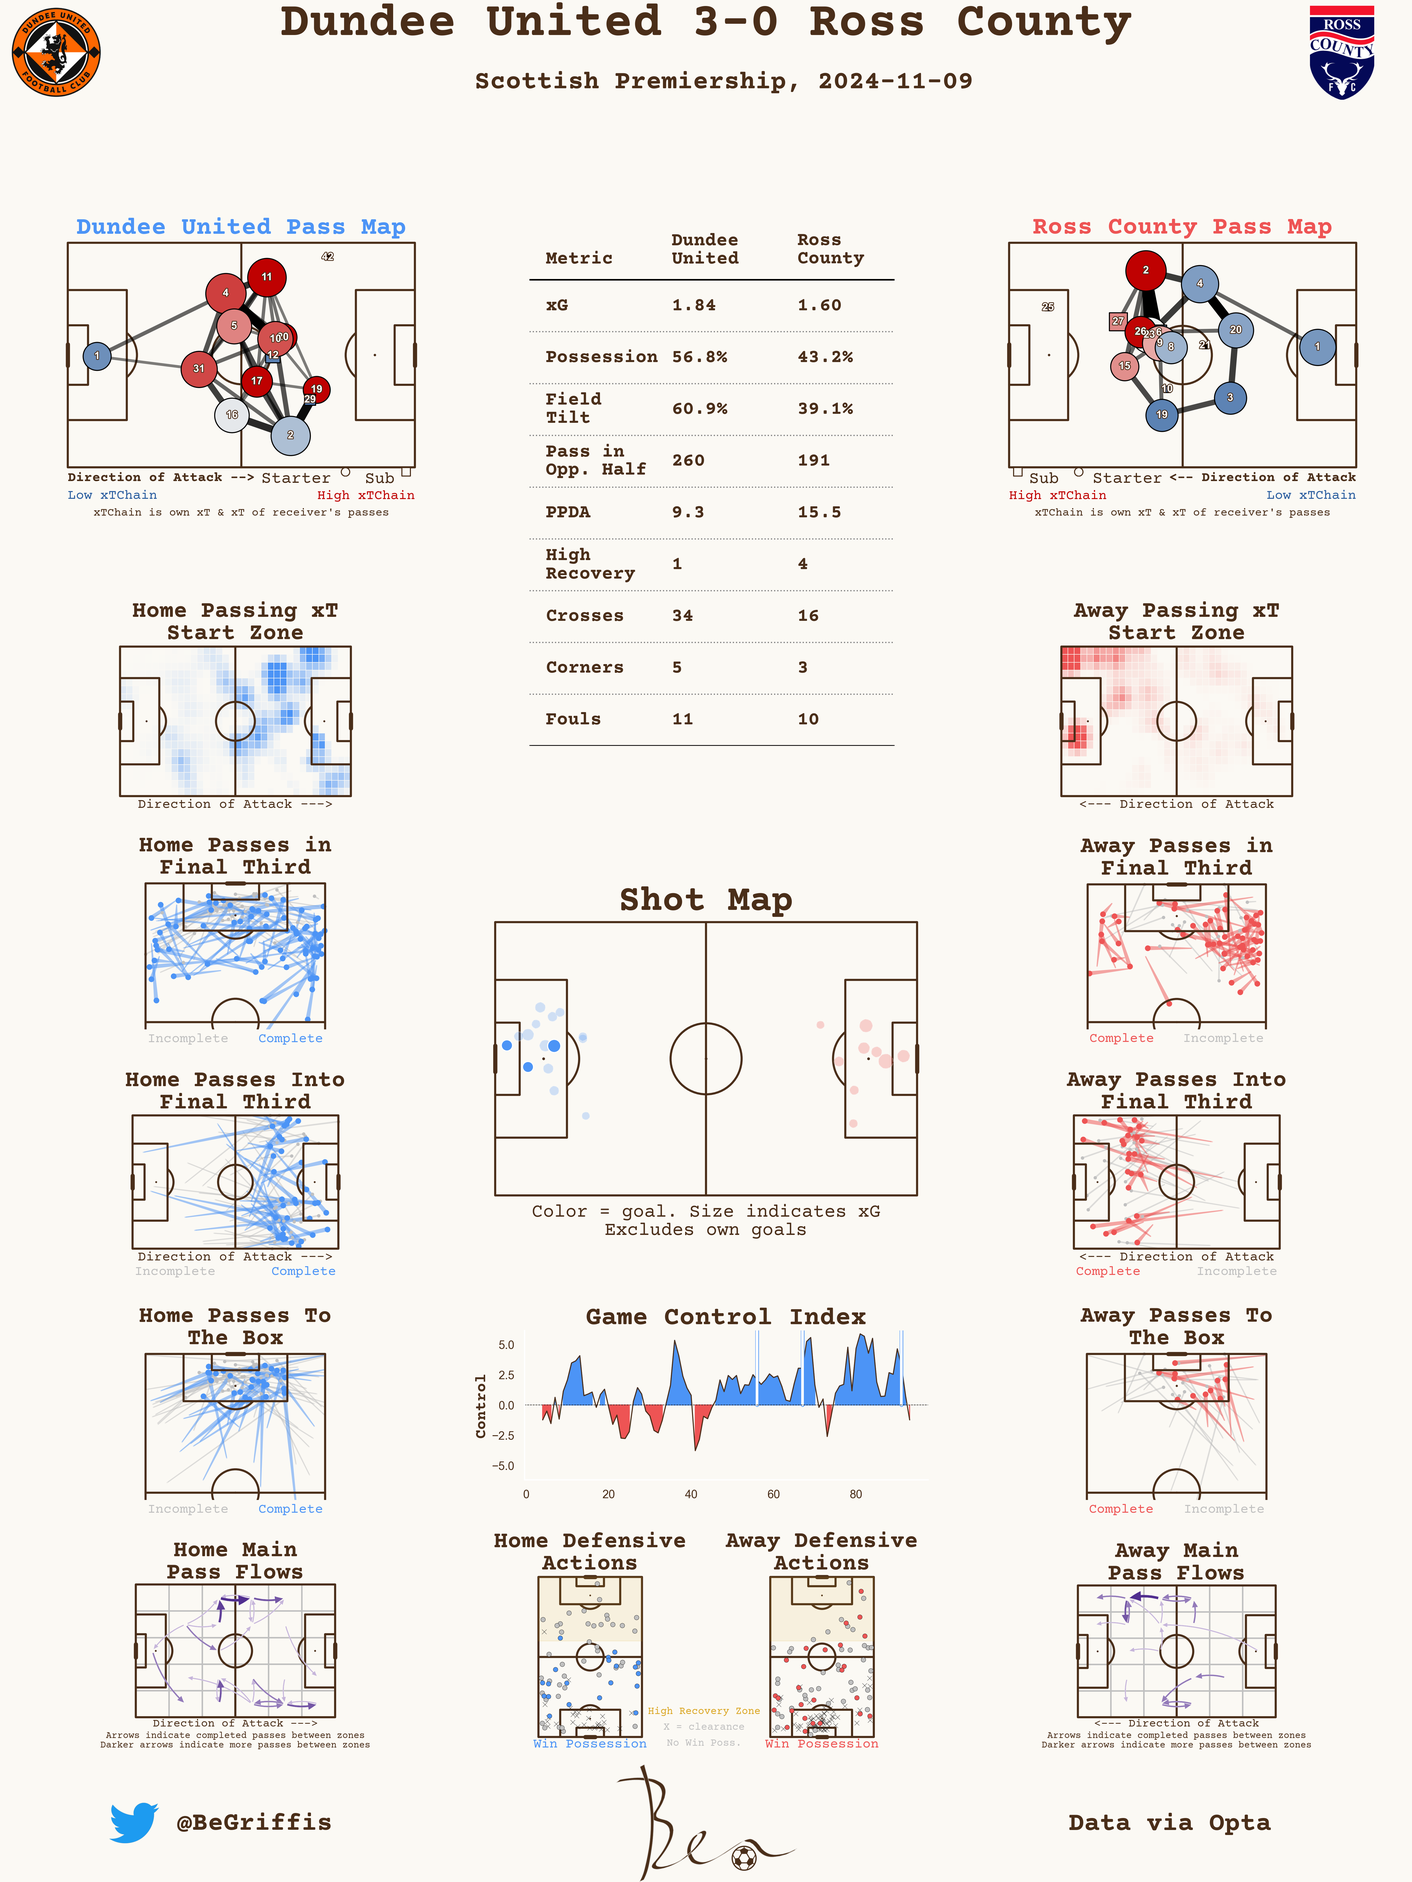 Dundee United 3-0 Ross County
Scottish Premiership, 2024-11-09
DUNDEE UNITED
FOOTBALL CLUB
ROSS
COUNTY
F C
Dundee United Pass Map
42
11
4
5
10
20
12
1
31
17
19
29
16
2
Direction of Attack --> Starter Sub
Low xTChain High xTChain
xTChain is own xT & xT of receiver's passes
Metric Dundee United Ross County
xG 1.84 1.60
Possession 56.8% 43.2%
Field Tilt 60.9% 39.1%
Pass in Opp. Half 260 191
PPDA 9.3 15.5
High Recovery 1 4
Crosses 34 16
Corners 5 3
Fouls 11 10
Ross County Pass Map
2
4
25
27
26
23
6
9
8
21
20
1
15
10
3
19
Sub Starter <-- Direction of Attack
High xTChain Low xTChain
xTChain is own xT & xT of receiver's passes
Home Passing xT
Start Zone
Direction of Attack --->
Away Passing xT
Start Zone
<--- Direction of Attack
Home Passes in
Final Third
Incomplete Complete
Away Passes in
Final Third
Complete Incomplete
Shot Map
Color = goal. Size indicates xG
Excludes own goals
Home Passes Into
Final Third
Direction of Attack --->
Incomplete Complete
Away Passes Into
Final Third
<--- Direction of Attack
Complete Incomplete
Home Passes To
The Box
Incomplete Complete
Game Control Index
Control
5.0
2.5
0.0
−2.5
−5.0
0 20 40 60 80
Away Passes To
The Box
Complete Incomplete
Home Main
Pass Flows
Direction of Attack --->
Arrows indicate completed passes between zones
Darker arrows indicate more passes between zones
Home Defensive
Actions
Win Possession
Away Defensive
Actions
Win Possession
High Recovery Zone
X = clearance
No Win Poss.
Away Main
Pass Flows
<--- Direction of Attack
Arrows indicate completed passes between zones
Darker arrows indicate more passes between zones
@BeGriffis
Ben
Data via Opta